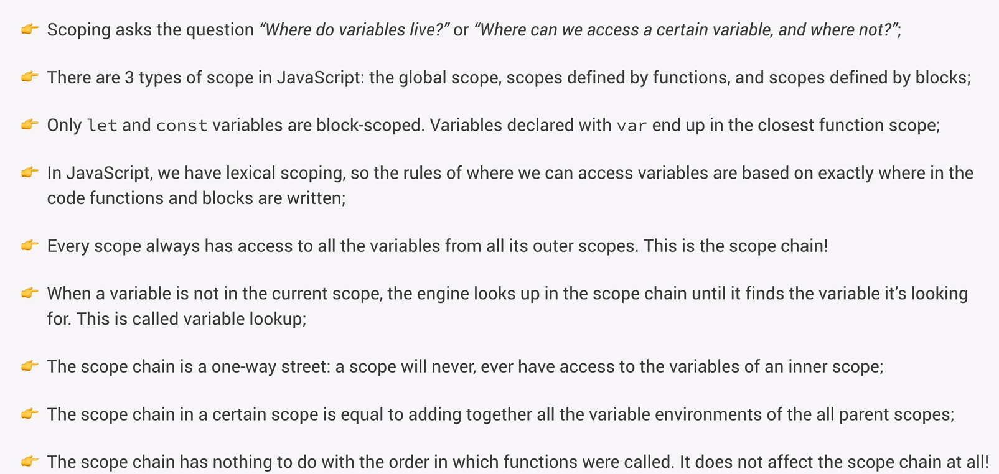 👉 Scoping asks the question “Where do variables live?” or “Where can we access a certain variable, and where not?”;
👉 There are 3 types of scope in JavaScript: the global scope, scopes defined by functions, and scopes defined by blocks;
👉 Only let and const variables are block-scoped. Variables declared with var end up in the closest function scope;
👉 In JavaScript, we have lexical scoping, so the rules of where we can access variables are based on exactly where in the
code functions and blocks are written;
👉 Every scope always has access to all the variables from all its outer scopes. This is the scope chain!
👉 When a variable is not in the current scope, the engine looks up in the scope chain until it finds the variable it’s looking
for. This is called variable lookup;
👉 The scope chain is a one-way street: a scope will never, ever have access to the variables of an inner scope;
👉 The scope chain in a certain scope is equal to adding together all the variable environments of the all parent scopes;
👉 The scope chain has nothing to do with the order in which functions were called. It does not affect the scope chain at all!